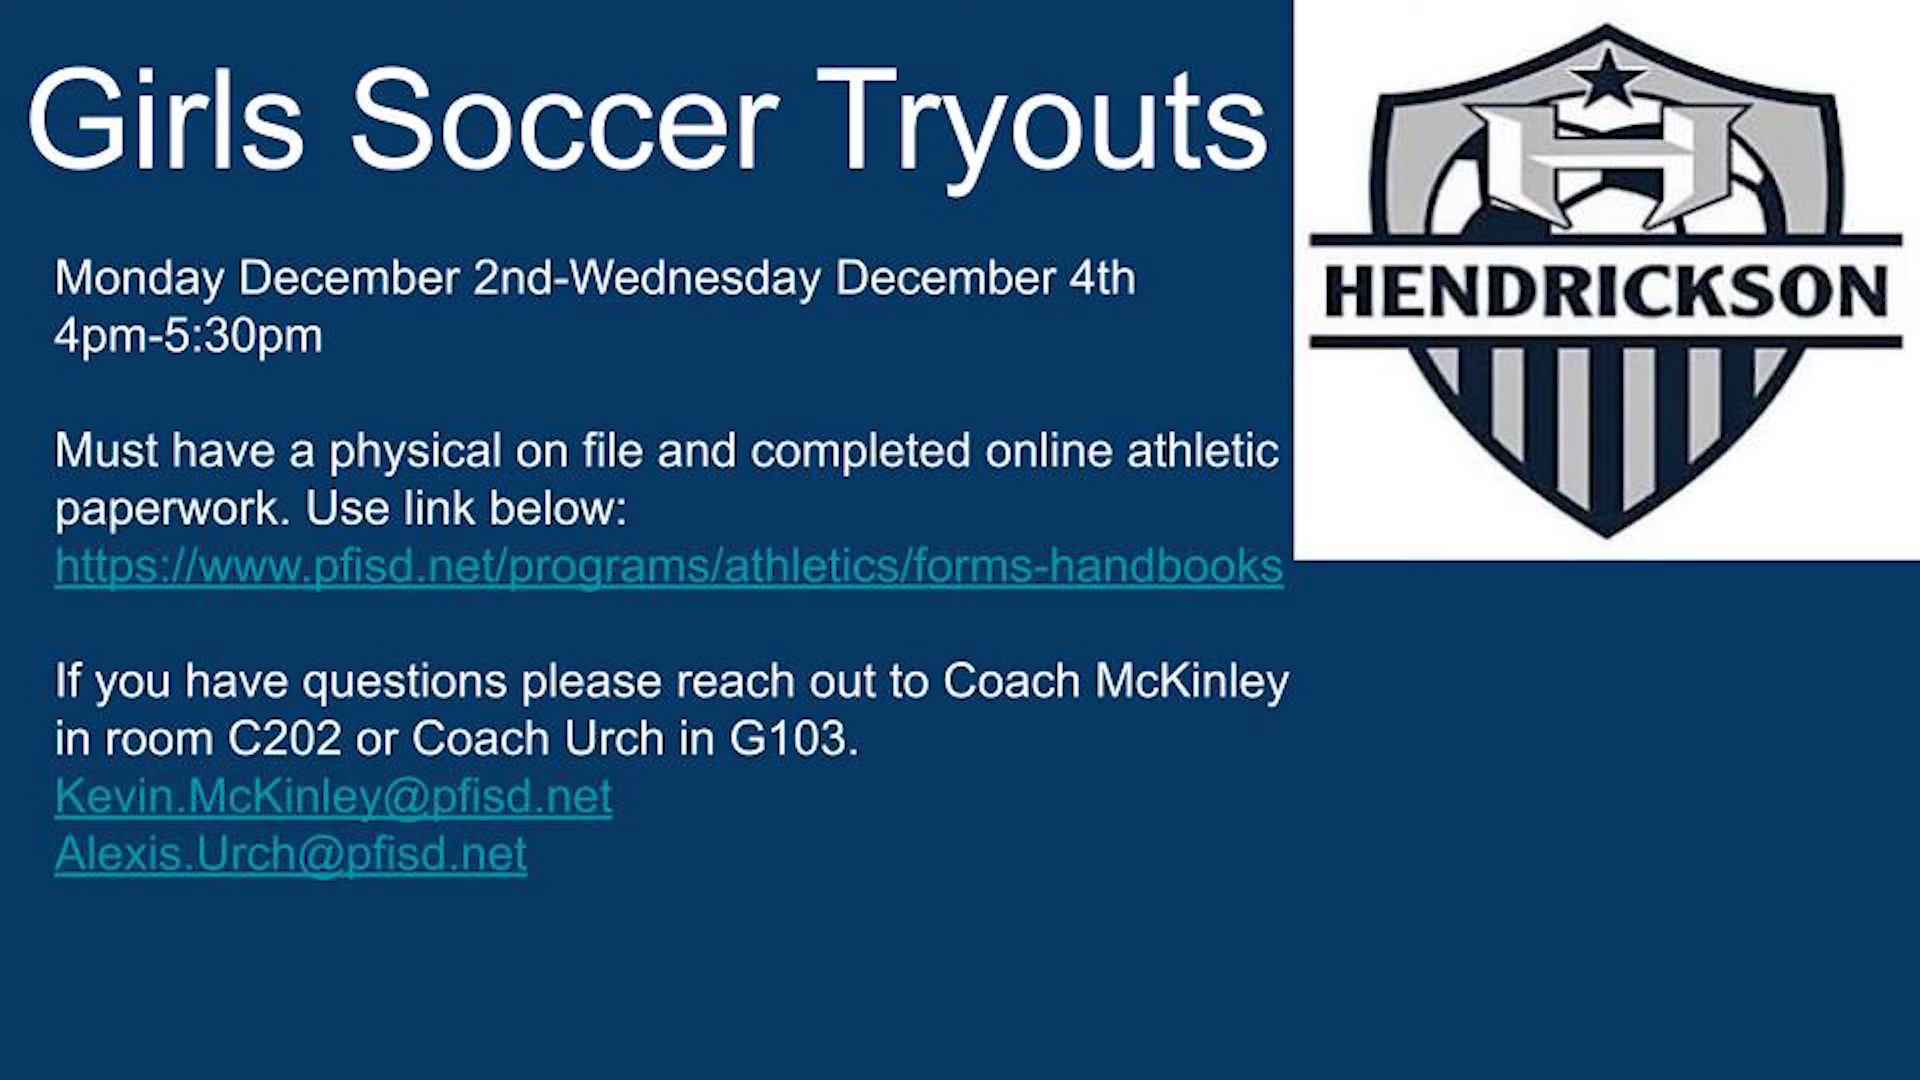 Girls Soccer Tryouts
H
HENDRICKSON
Monday December 2nd-Wednesday December 4th
4pm-5:30pm
Must have a physical on file and completed online athletic
paperwork. Use link below:
https://www.pfisd.net/programs/athletics/forms-handbooks
If you have questions please reach out to Coach McKinley
in room C202 or Coach Urch in G103.
Kevin.McKinley@pfisd.net
Alexis.Urch@pfisd.net